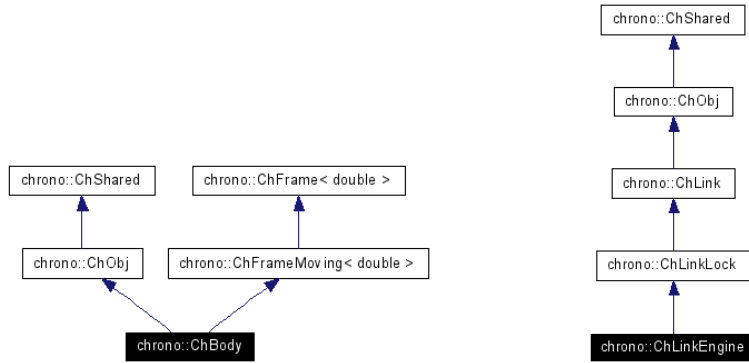 chrono::ChShared
chrono::ChFrame< double >
chrono::ChObj
chrono::ChFrameMoving< double >
chrono::ChBody
chrono::ChShared
chrono::ChObj
chrono::ChLink
chrono::ChLinkLock
chrono::ChLinkEngine